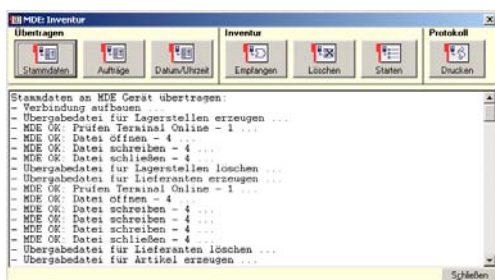 MDE: Inventur
Übertragen
Inventur
Protokoll
Stammdaten
Aufträge
Datum/Uhrzeit
Empfangen
Löschen
Starten
Drucken
Stammdaten an MDE Gerät übertragen:
- Verbindung aufbauen ...
- Übergabedatei für Lagerstellen erzeugen ...
- MDE OK: Prüfen Terminal Online - 1 ...
- MDE OK: Datei öffnen - 4 ...
- MDE OK: Datei schreiben - 4 ...
- MDE OK: Datei schließen - 4 ...
- Übergabedatei für Lagerstellen löschen ...
- Übergabedatei für Lieferanten erzeugen ...
- MDE OK: Prüfen Terminal Online - 1 ...
- MDE OK: Datei öffnen - 4 ...
- MDE OK: Datei schreiben - 4 ...
- MDE OK: Datei schreiben - 4 ...
- MDE OK: Datei schreiben - 4 ...
- MDE OK: Datei schließen - 4 ...
- Übergabedatei für Lieferanten löschen ...
- Übergabedatei für Artikel erzeugen ...
Schließen